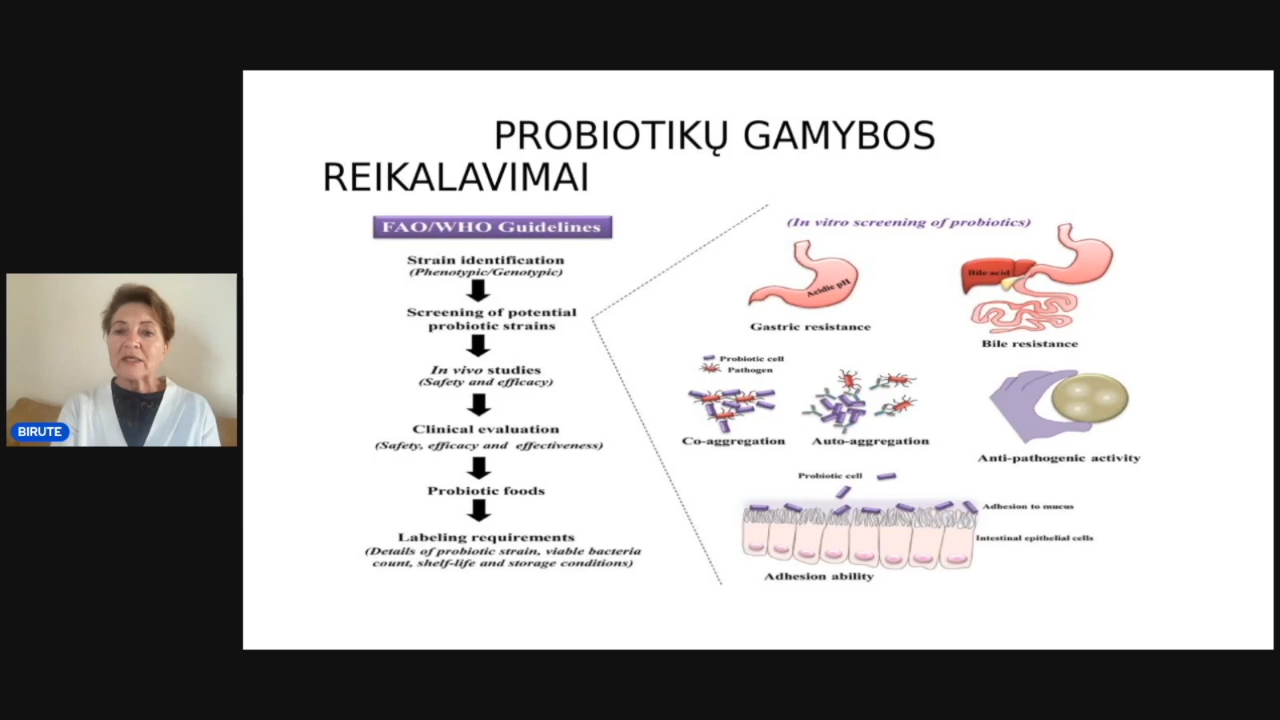 PROBIOTIKŲ GAMYBOS
REIKALAVIMAI
FAO/WHO Guidelines
Strain identification
(Phenotypic/Genotypic)
Screening of potential
probiotic strains
In vivo studies
(Safety and efficacy)
Clinical evaluation
(Safety, efficacy and effectiveness)
Probiotic foods
Labeling requirements
(Details of probiotic strain, viable bacteria
count, shelf-life and storage conditions)
(In vitro screening of probiotics)
Acidic pH
Gastric resistance
Bile acid
Bile resistance
Probiotic cell
Pathogen
Co-aggregation
Auto-aggregation
Anti-pathogenic activity
Probiotic cell
Adhesion to mucus
Intestinal epithelial cells
Adhesion ability
BIRUTE